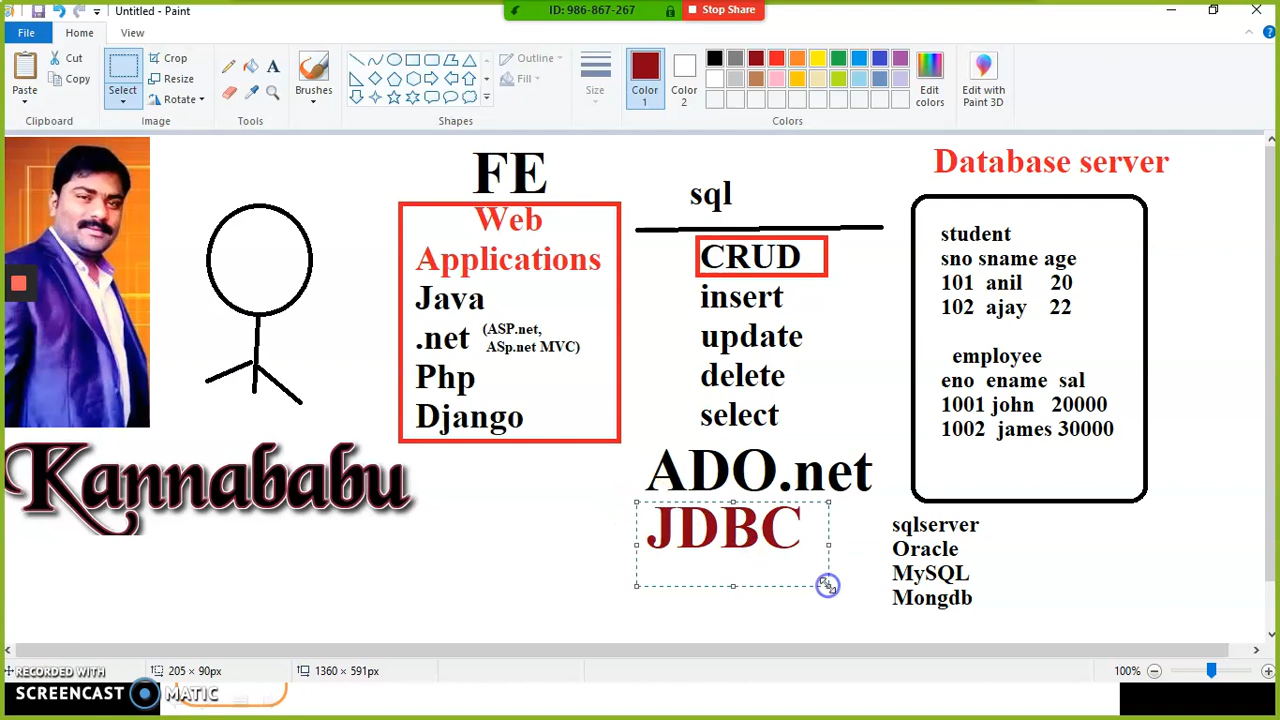 Untitled - Paint
ID: 986-867-267
Stop Share
File
Home
View
Paste
Cut
Copy
Clipboard
Select
Crop
Resize
Rotate
Image
A
Tools
Brushes
Outline
Fill
Shapes
Size
Color
1
Color
2
Edit
colors
Edit with
Paint 3D
Colors
FE
Web
Applications
Java
.net (ASP.net,
ASp.net MVC)
Php
Django
sql
CRUD
insert
update
delete
select
ADO.net
JDBC
Database server
student
sno sname age
101 anil 20
102 ajay 22
employee
eno ename sal
1001 john 20000
1002 james 30000
sqlserver
Oracle
MySQL
Mongdb
Kannababu
205 × 90px
1360 × 591px
100%
RECORDED WITH
SCREENCAST MATIC